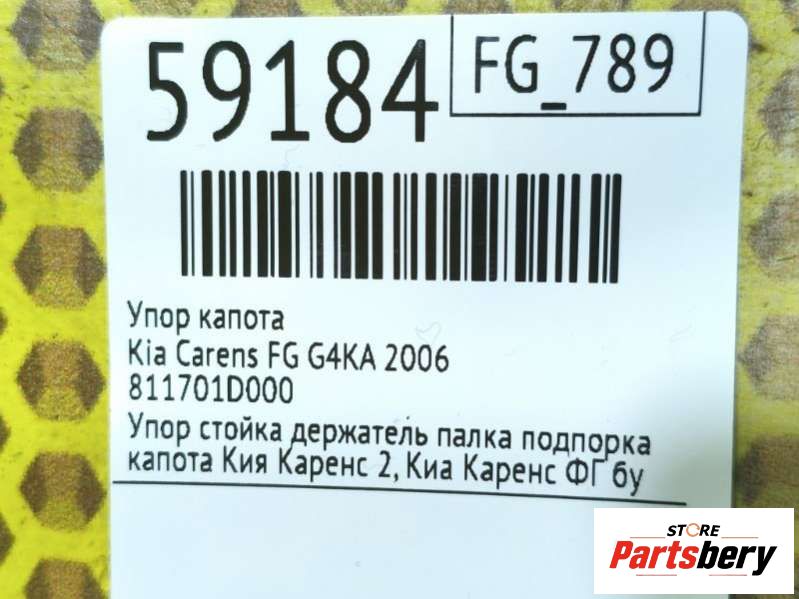 59184
FG_789
Упор капота
Kia Carens FG G4KA 2006
811701D000
Упор стойка держатель палка подпорка
капота Кия Каренс 2, Киа Каренс ФГ бу
STORE
Partsbery